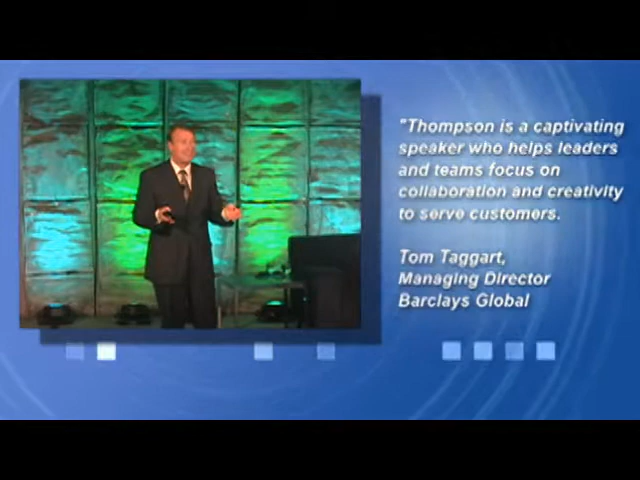 "Thompson is a captivating
speaker who helps leaders
and teams focus on
collaboration and creativity
to serve customers.
Tom Taggart,
Managing Director
Barclays Global